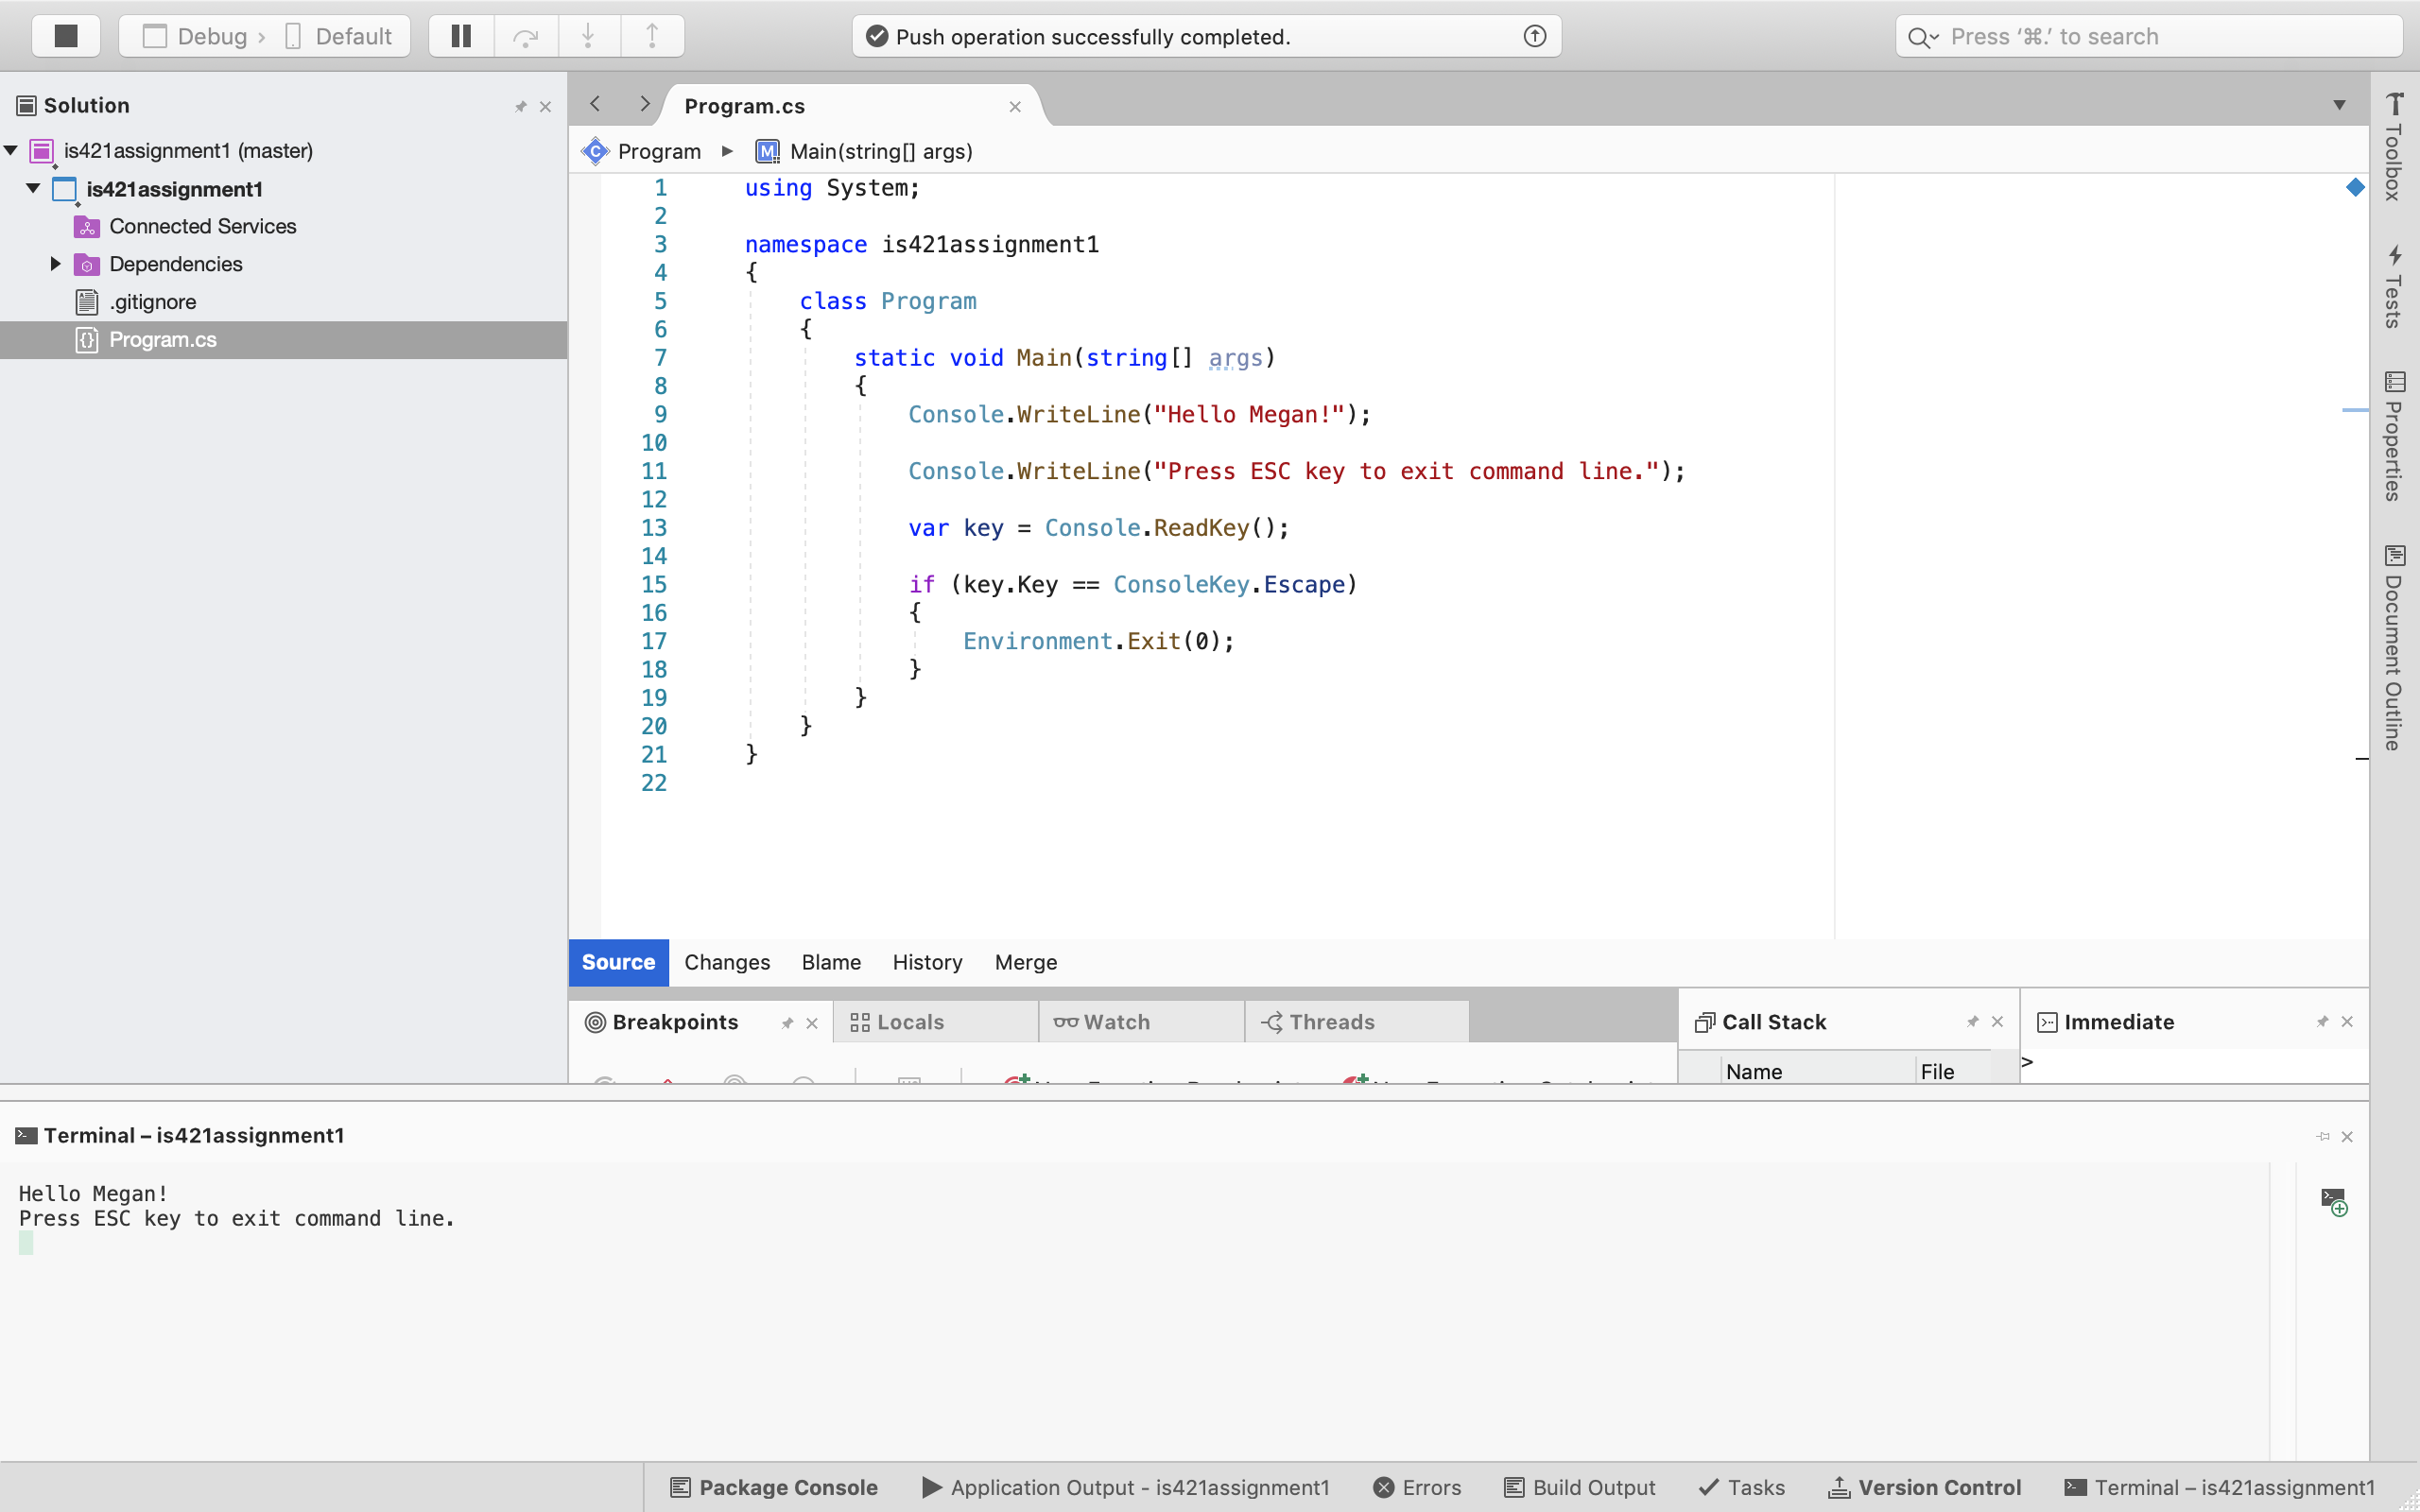 Debug › Default
Push operation successfully completed.
Press ‘⌘.’ to search
Solution
is421assignment1 (master)
is421assignment1
Connected Services
Dependencies
.gitignore
Program.cs
Program.cs
Program ▶ Main(string[] args)
1 using System;
2
3 namespace is421assignment1
4 {
5 class Program
6 {
7 static void Main(string[] args)
8 {
9 Console.WriteLine("Hello Megan!");
10
11 Console.WriteLine("Press ESC key to exit command line.");
12
13 var key = Console.ReadKey();
14
15 if (key.Key == ConsoleKey.Escape)
16 {
17 Environment.Exit(0);
18 }
19 }
20 }
21 }
22
Source Changes Blame History Merge
Breakpoints Locals Watch Threads
Call Stack
Name File
Immediate
>
Toolbox
Tests
Properties
Document Outline
Terminal – is421assignment1
Hello Megan!
Press ESC key to exit command line.
Package Console Application Output - is421assignment1 Errors Build Output Tasks Version Control Terminal – is421assignment1